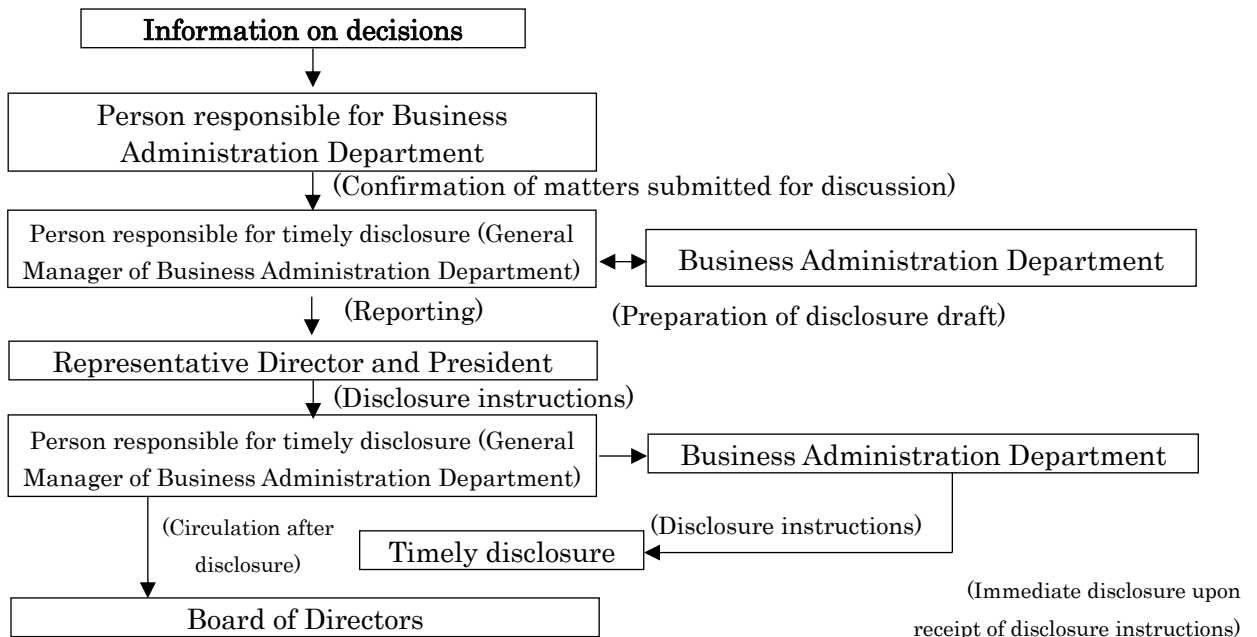 Information on decisions
Person responsible for Business
Administration Department
(Confirmation of matters submitted for discussion)
Person responsible for timely disclosure (General
Manager of Business Administration Department)
Business Administration Department
(Reporting)
(Preparation of disclosure draft)
Representative Director and President
(Disclosure instructions)
Person responsible for timely disclosure (General
Manager of Business Administration Department)
Business Administration Department
(Circulation after
disclosure)
(Disclosure instructions)
Timely disclosure
(Immediate disclosure upon
receipt of disclosure instructions)
Board of Directors